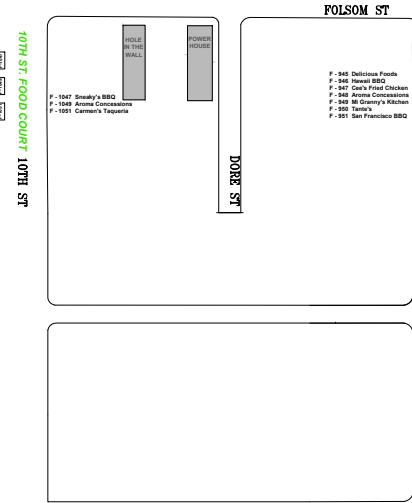 FOLSOM ST
HOLE
IN THE
WALL
POWER
HOUSE
F - 1047 Sneaky's BBQ
F - 1049 Aroma Concessions
F - 1051 Carmen's Taqueria
F - 945 Delicious Foods
F - 946 Hawaii BBQ
F - 947 Cee's Fried Chicken
F - 948 Aroma Concessions
F - 949 Mi Granny's Kitchen
F - 950 Tante's
F - 951 San Francisco BBQ
10TH ST. FOOD COURT
10TH ST
DORE ST